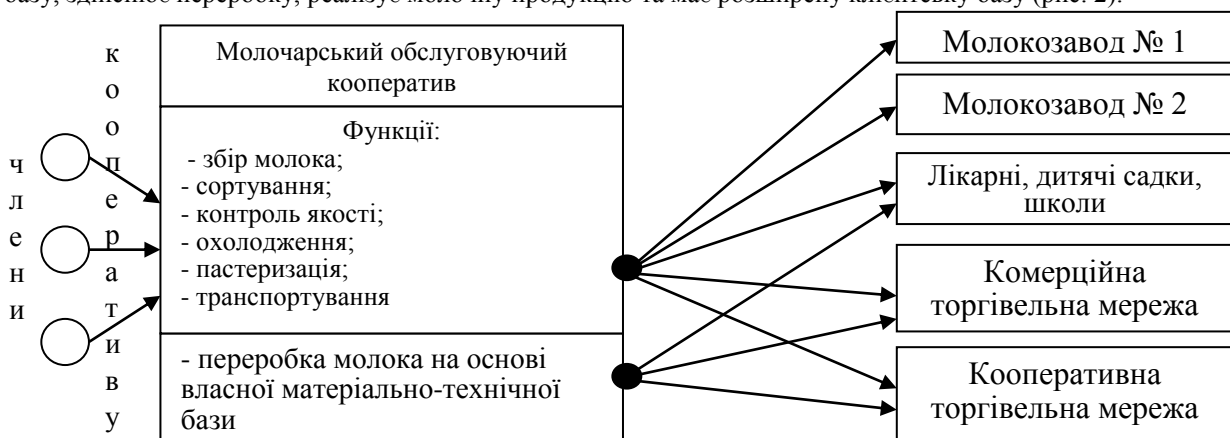 базу, здійснює переробку, реалізує молочну продукцію та має розширену клієнтську базу (рис. 2).
члени
кооперативу
Молочарський обслуговуючий
кооператив
Функції:
- збір молока;
- сортування;
- контроль якості;
- охолодження;
- пастеризація;
- транспортування
- переробка молока на основі
власної матеріально-технічної
бази
Молокозавод № 1
Молокозавод № 2
Лікарні, дитячі садки,
школи
Комерційна
торгівельна мережа
Кооперативна
торгівельна мережа